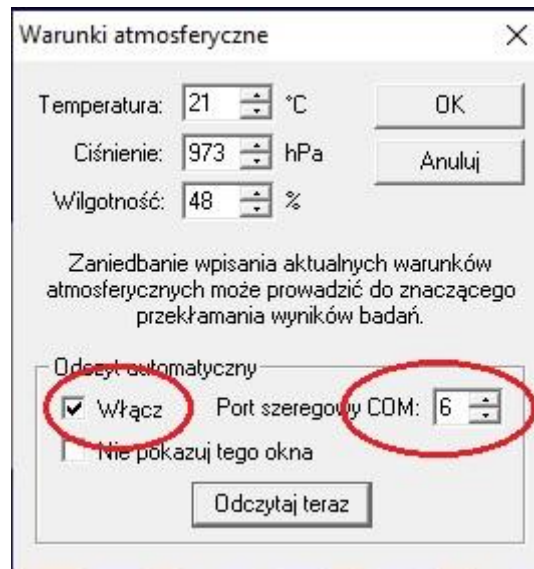 Warunki atmosferyczne
Temperatura: 21 °C OK
Ciśnienie: 973 hPa Anuluj
Wilgotność: 48 %
Zaniedbanie wpisania aktualnych warunków
atmosferycznych może prowadzić do znaczącego
przekłamania wyników badań.
Odczyt automatyczny
Włącz Port szeregowy COM: 6
Nie pokazuj tego okna
Odczytaj teraz